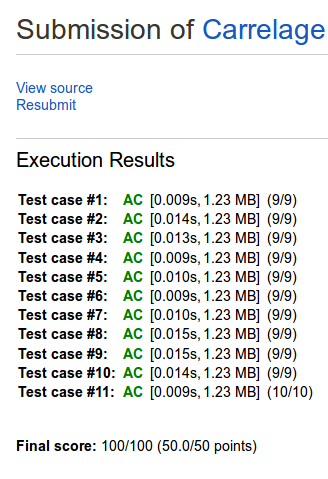 Submission of Carrelage
View source
Resubmit
Execution Results
Test case #1: AC [0.009s, 1.23 MB] (9/9)
Test case #2: AC [0.014s, 1.23 MB] (9/9)
Test case #3: AC [0.013s, 1.23 MB] (9/9)
Test case #4: AC [0.009s, 1.23 MB] (9/9)
Test case #5: AC [0.010s, 1.23 MB] (9/9)
Test case #6: AC [0.009s, 1.23 MB] (9/9)
Test case #7: AC [0.010s, 1.23 MB] (9/9)
Test case #8: AC [0.015s, 1.23 MB] (9/9)
Test case #9: AC [0.015s, 1.23 MB] (9/9)
Test case #10: AC [0.014s, 1.23 MB] (9/9)
Test case #11: AC [0.009s, 1.23 MB] (10/10)
Final score: 100/100 (50.0/50 points)